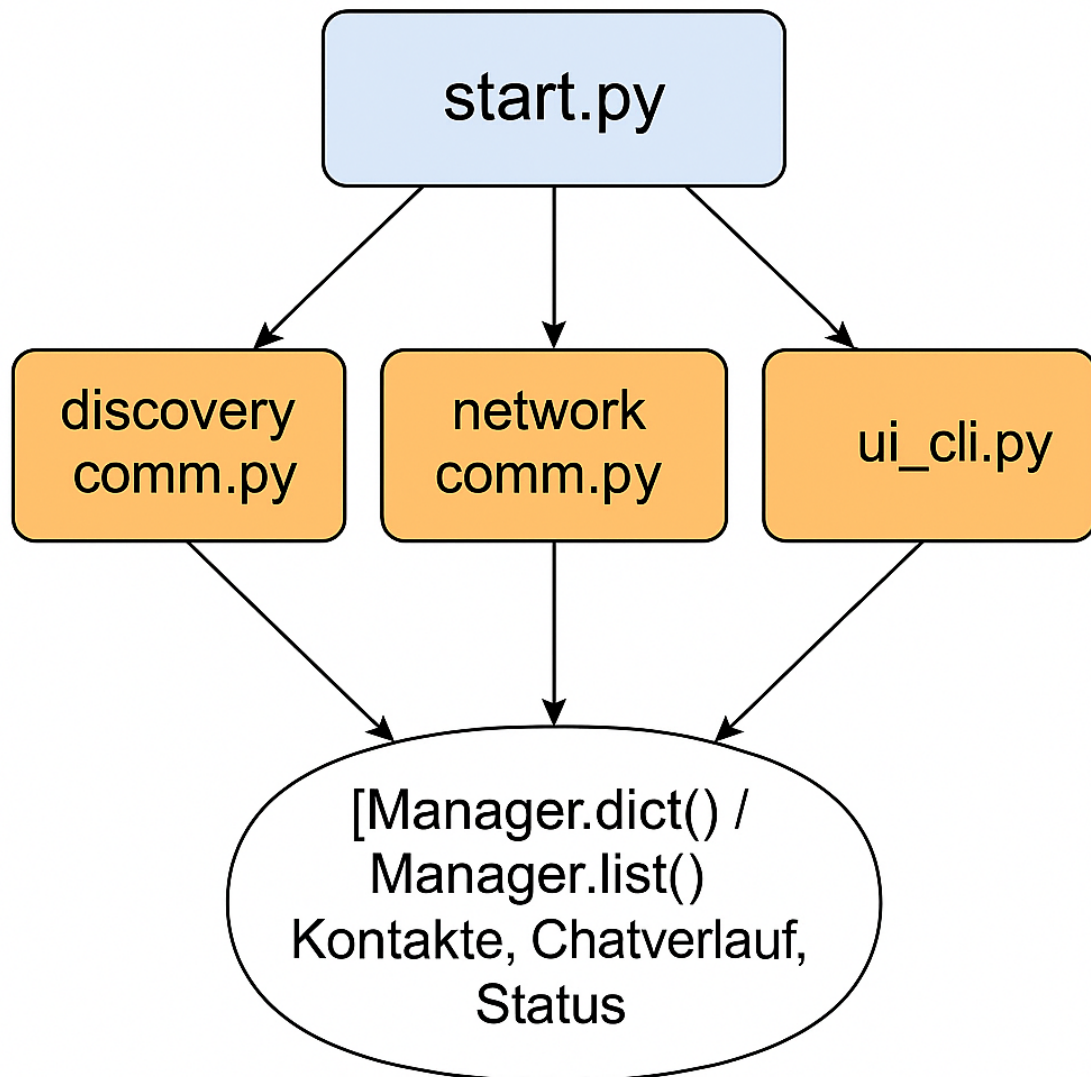 start.py
discovery
comm.py
network
comm.py
ui_cli.py
[Manager.dict() /
Manager.list()
Kontakte, Chatverlauf,
Status